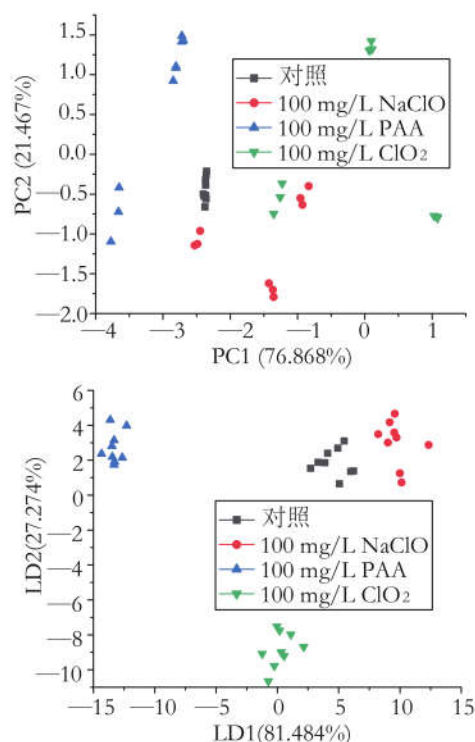 1.5
1.0
0.5
0.0
—0.5
—1.0
—1.5
—2.0
PC2 (21.467%)
对照
100 mg/L NaClO
100 mg/L PAA
100 mg/L ClO₂
—4 —3 —2 —1 0 1 2
PC1 (76.868%)
6
4
2
0
—2
—4
—6
—8
—10
LD2(27.274%)
对照
100 mg/L NaClO
100 mg/L PAA
100 mg/L ClO₂
—15 —10 —5 0 5 10 15
LD1(81.484%)